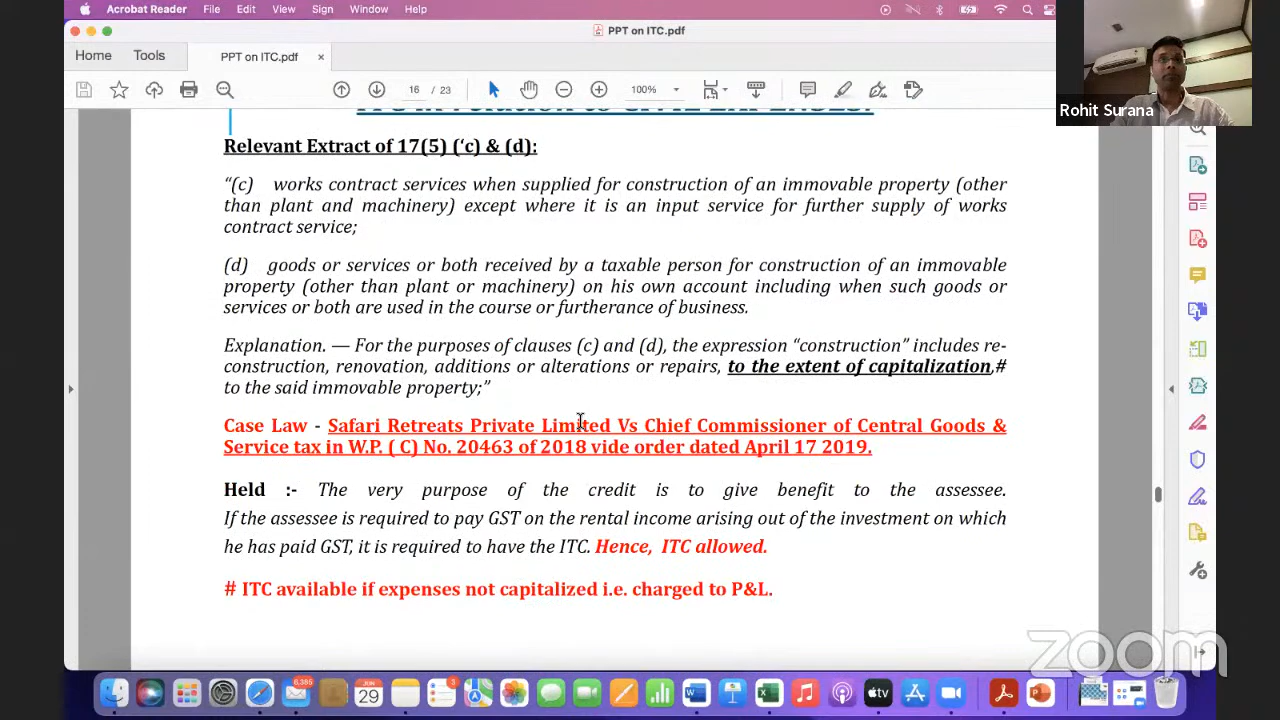 Acrobat Reader File Edit View Sign Window Help
PPT on ITC.pdf
Home Tools PPT on ITC.pdf ×
16 / 23 100%
Rohit Surana
Relevant Extract of 17(5) (‘c) & (d):
“(c) works contract services when supplied for construction of an immovable property (other
than plant and machinery) except where it is an input service for further supply of works
contract service;
(d) goods or services or both received by a taxable person for construction of an immovable
property (other than plant or machinery) on his own account including when such goods or
services or both are used in the course or furtherance of business.
Explanation. — For the purposes of clauses (c) and (d), the expression “construction” includes re-
construction, renovation, additions or alterations or repairs, to the extent of capitalization,#
to the said immovable property;”
Case Law - Safari Retreats Private Limited Vs Chief Commissioner of Central Goods &
Service tax in W.P. ( C) No. 20463 of 2018 vide order dated April 17 2019.
Held :- The very purpose of the credit is to give benefit to the assessee.
If the assessee is required to pay GST on the rental income arising out of the investment on which
he has paid GST, it is required to have the ITC. Hence, ITC allowed.
# ITC available if expenses not capitalized i.e. charged to P&L.
zoom
6,385
JUN
29
3
tv